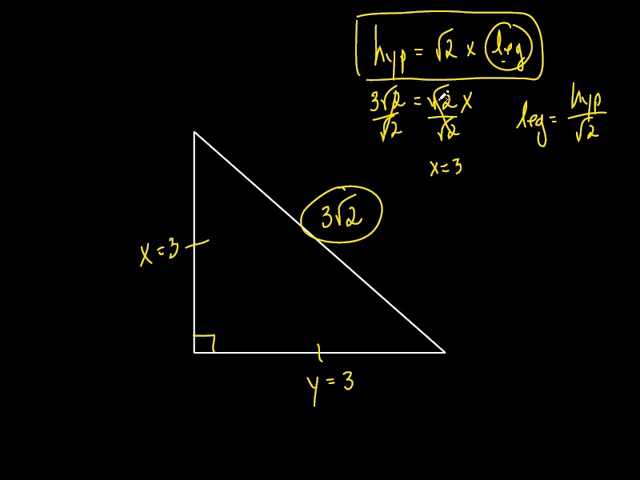 hyp = √2 × leg
3√2/√2 = √2 x/√2
leg = hyp/√2
x = 3
3√2
x = 3
y = 3